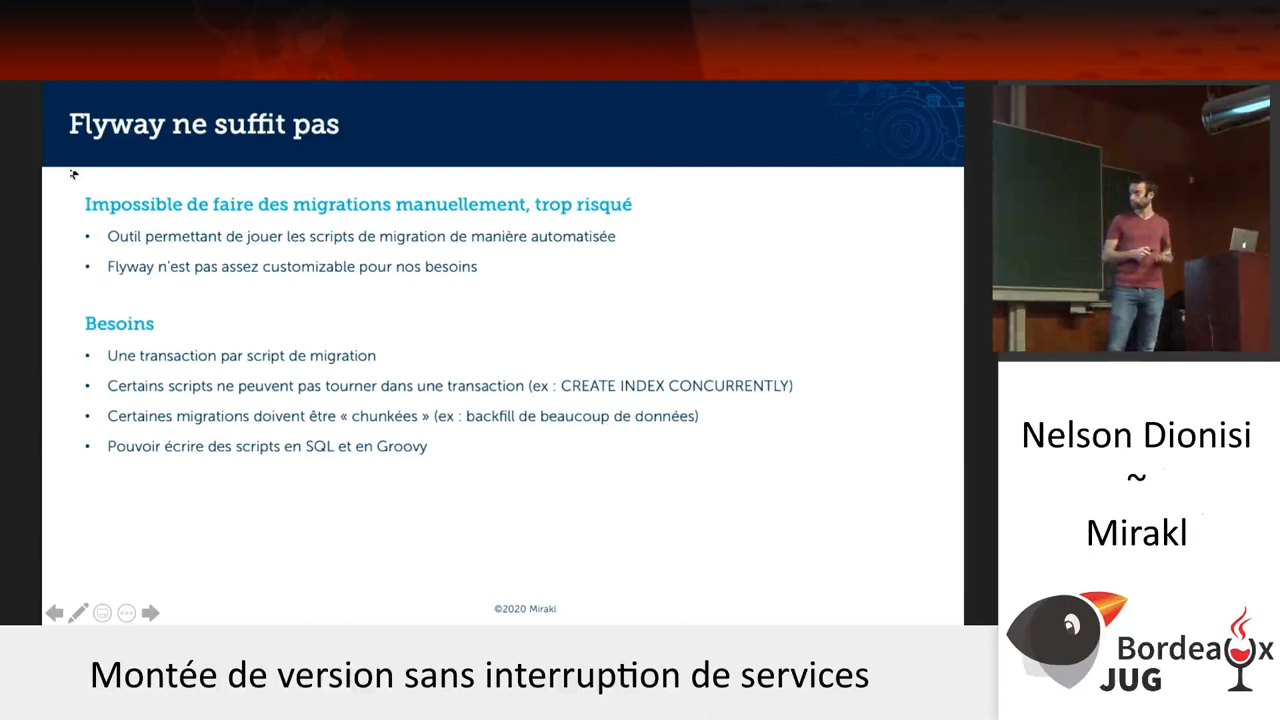 Flyway ne suffit pas
Impossible de faire des migrations manuellement, trop risqué
• Outil permettant de jouer les scripts de migration de manière automatisée
• Flyway n'est pas assez customizable pour nos besoins
Besoins
• Une transaction par script de migration
• Certains scripts ne peuvent pas tourner dans une transaction (ex : CREATE INDEX CONCURRENTLY)
• Certaines migrations doivent être « chunkées » (ex : backfill de beaucoup de données)
• Pouvoir écrire des scripts en SQL et en Groovy
©2020 Mirakl
Nelson Dionisi
~
Mirakl
Bordeaux
JUG
Montée de version sans interruption de services